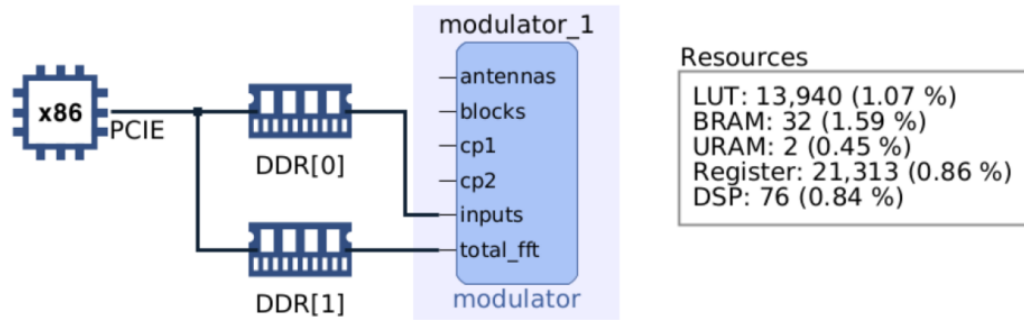 x86
PCIE
DDR[0]
DDR[1]
modulator_1
antennas
blocks
cp1
cp2
inputs
total_fft
modulator
Resources
LUT: 13,940 (1.07 %)
BRAM: 32 (1.59 %)
URAM: 2 (0.45 %)
Register: 21,313 (0.86 %)
DSP: 76 (0.84 %)